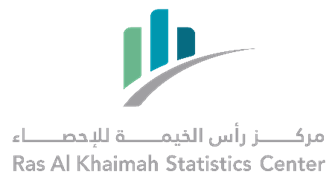 مركز رأس الخيمة للإحصاء
Ras Al Khaimah Statistics Center